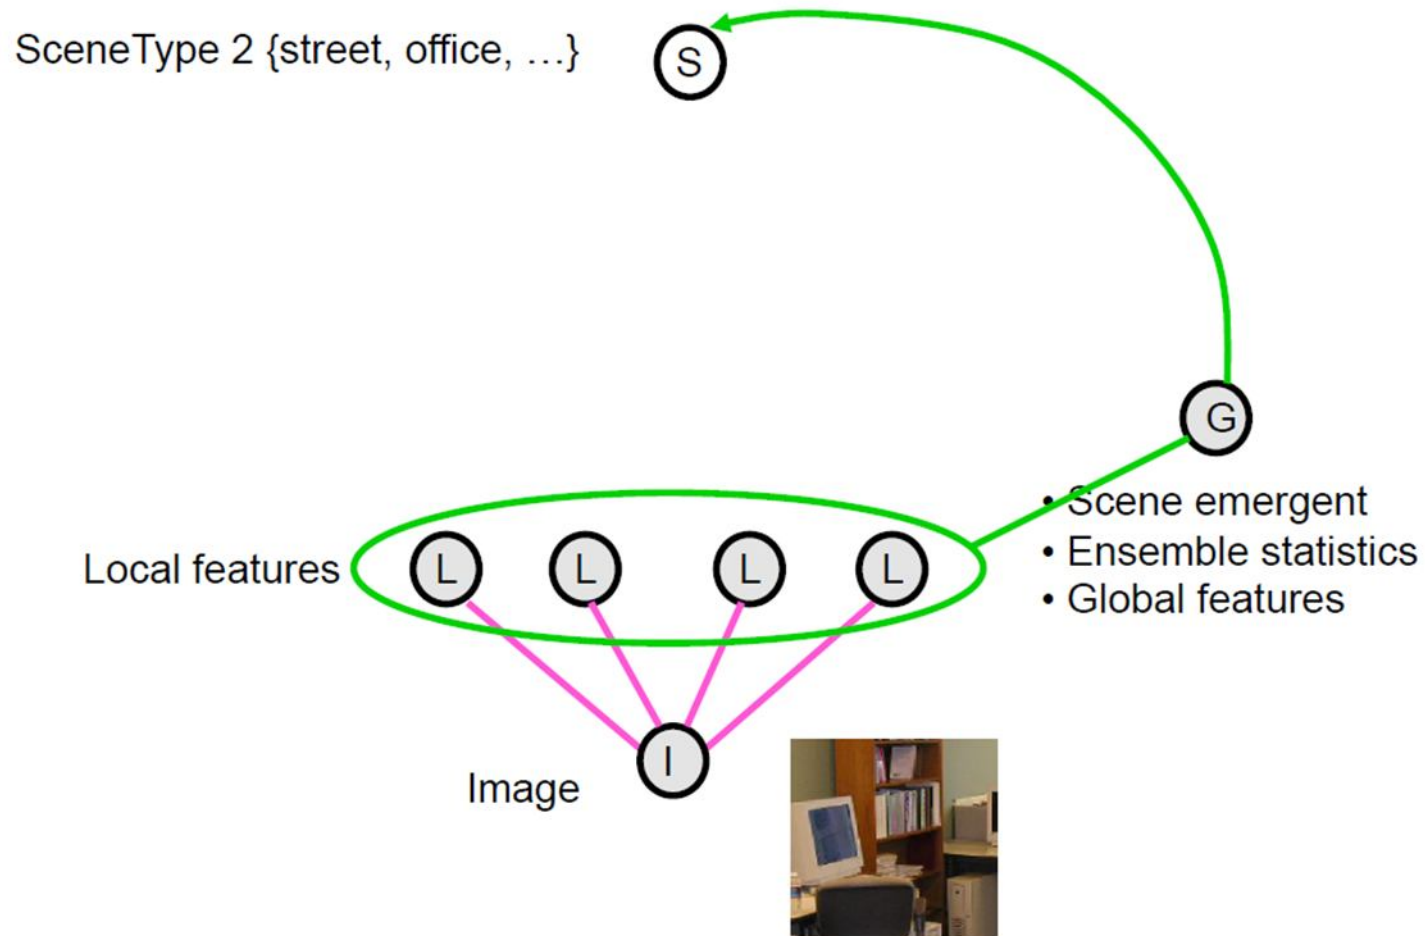 SceneType 2 {street, office, …}
S
G
• Scene emergent
• Ensemble statistics
• Global features
Local features
L
L
L
L
I
Image